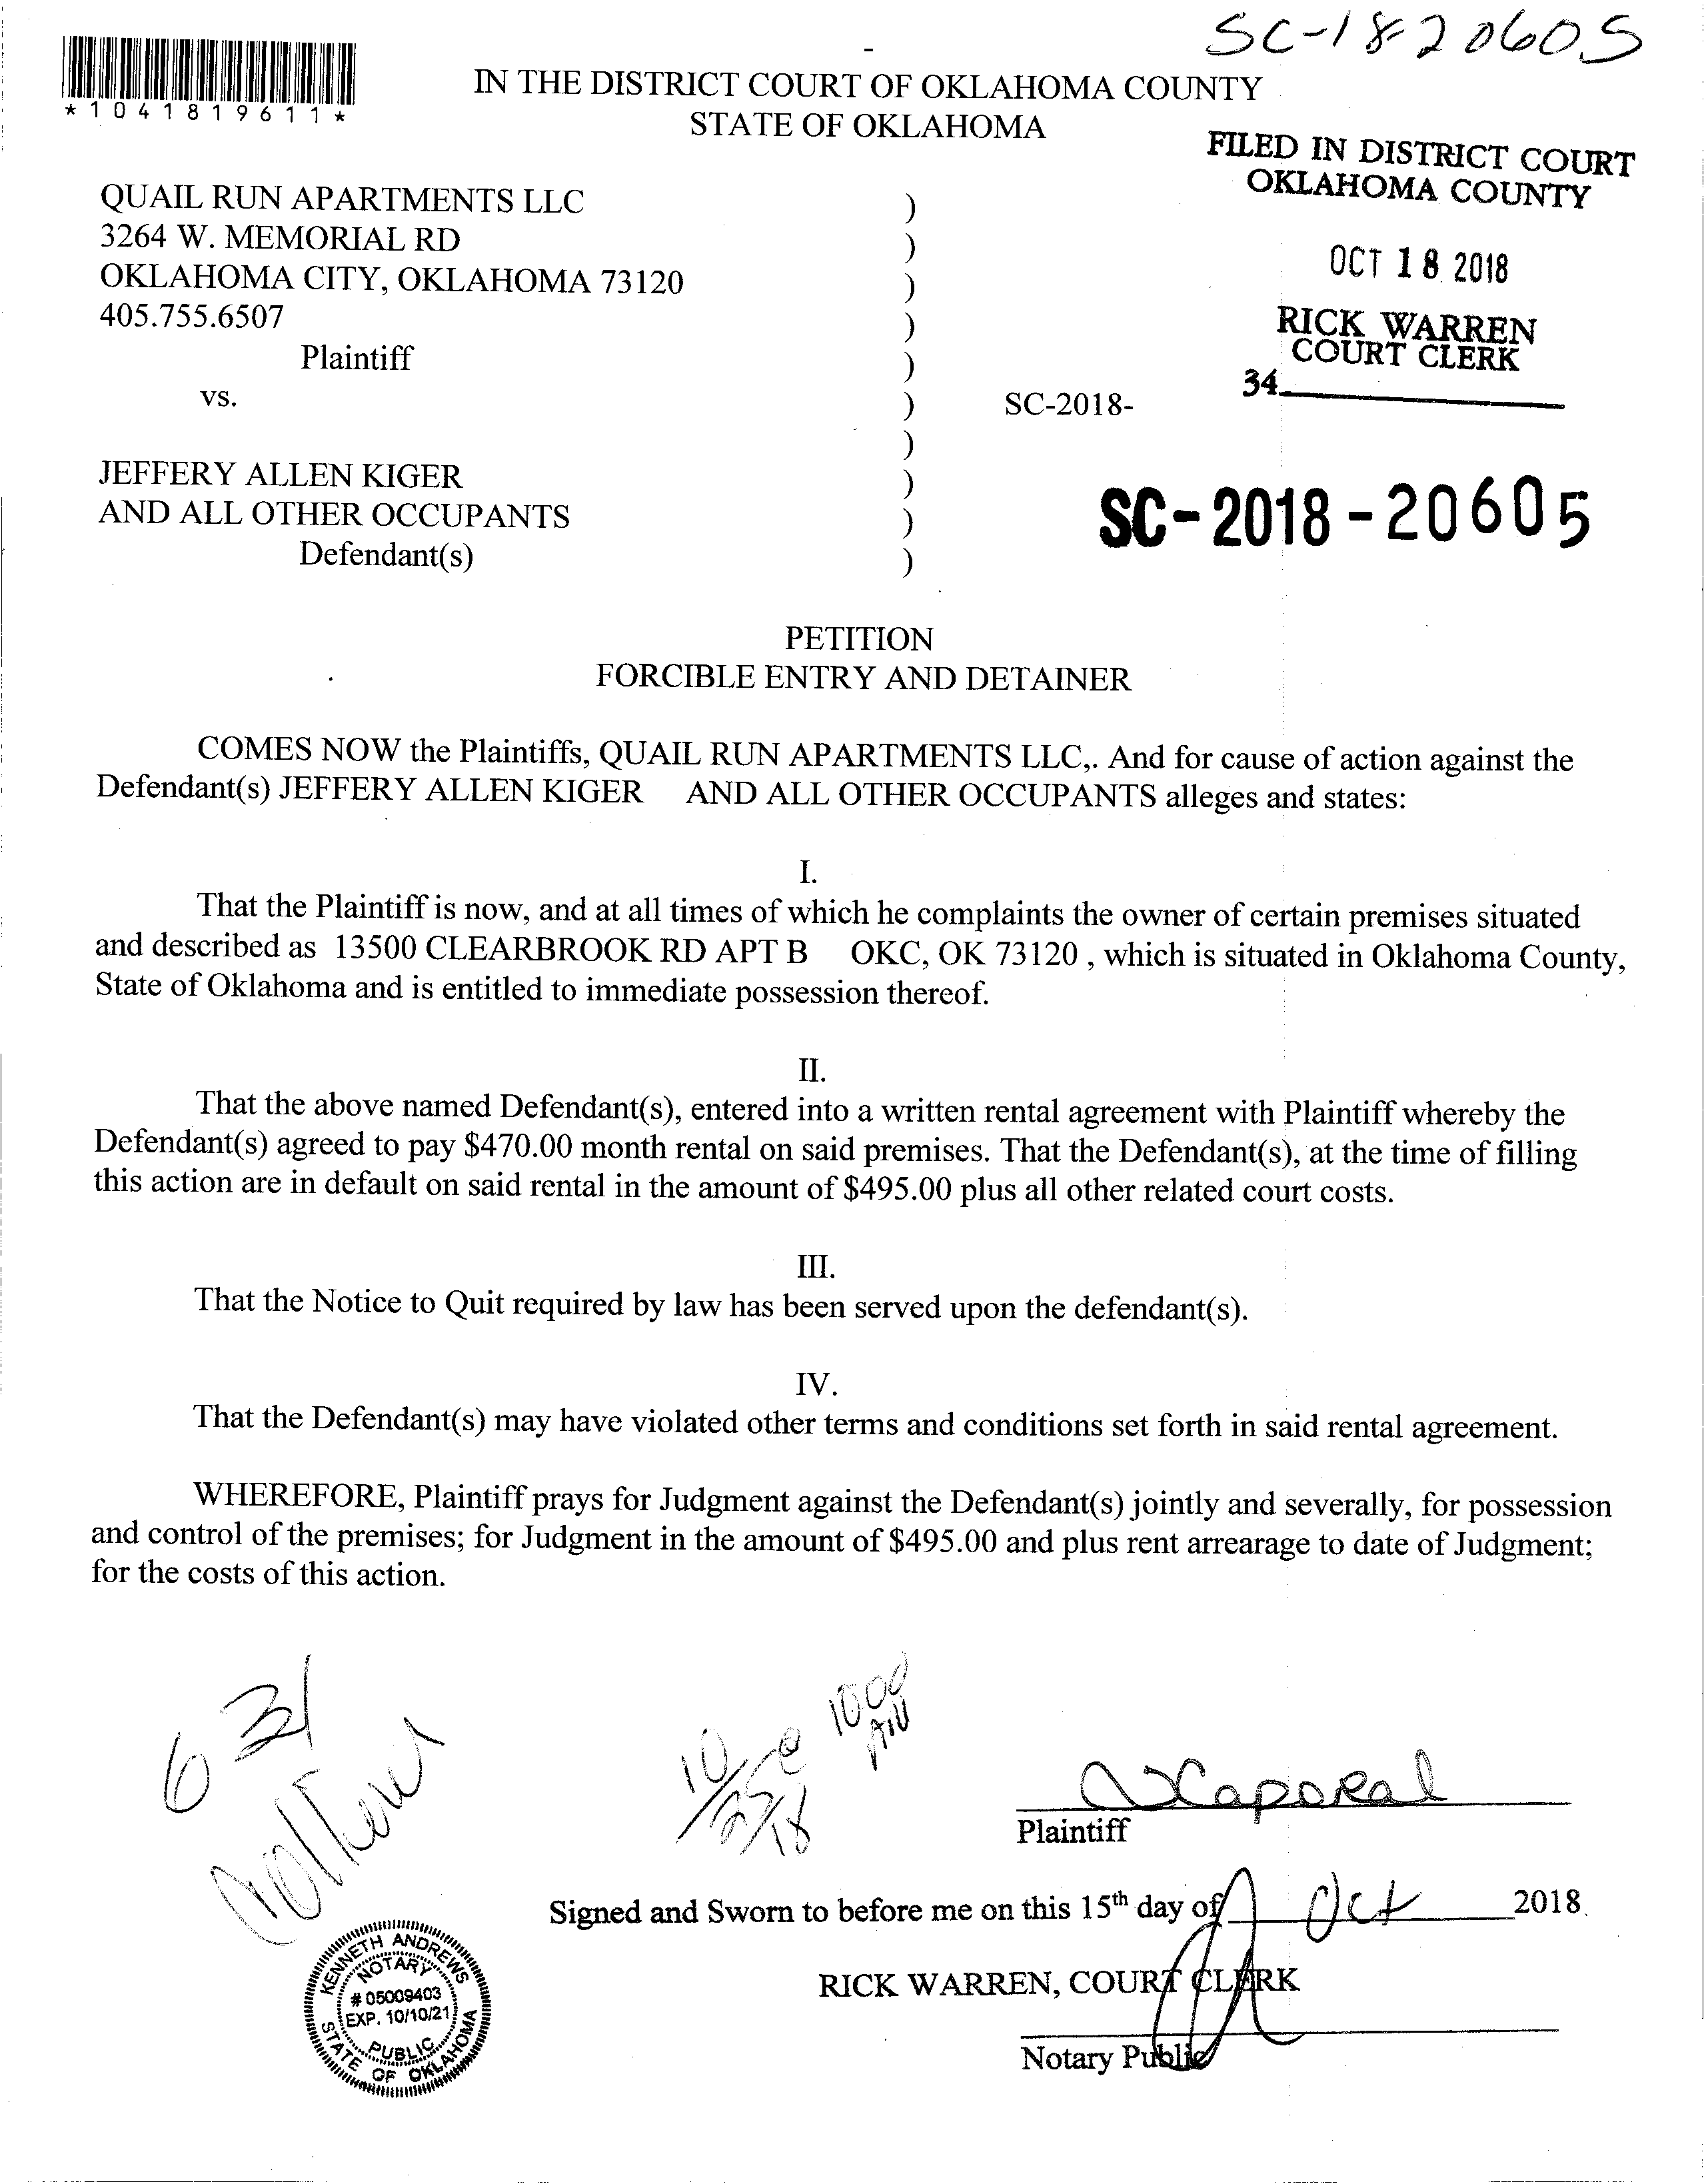 SC-1820605
*1041819611*
IN THE DISTRICT COURT OF OKLAHOMA COUNTY
STATE OF OKLAHOMA
FILED IN DISTRICT COURT
OKLAHOMA COUNTY
OCT 18 2018
RICK WARREN
COURT CLERK
34
QUAIL RUN APARTMENTS LLC )
3264 W. MEMORIAL RD )
OKLAHOMA CITY, OKLAHOMA 73120 )
405.755.6507 )
Plaintiff )
vs. ) SC-2018-
)
JEFFERY ALLEN KIGER )
AND ALL OTHER OCCUPANTS )
Defendant(s) )
SC-2018-20605
PETITION
FORCIBLE ENTRY AND DETAINER
COMES NOW the Plaintiffs, QUAIL RUN APARTMENTS LLC,. And for cause of action against the
Defendant(s) JEFFERY ALLEN KIGER AND ALL OTHER OCCUPANTS alleges and states:
I.
That the Plaintiff is now, and at all times of which he complaints the owner of certain premises situated
and described as 13500 CLEARBROOK RD APT B OKC, OK 73120 , which is situated in Oklahoma County,
State of Oklahoma and is entitled to immediate possession thereof.
II.
That the above named Defendant(s), entered into a written rental agreement with Plaintiff whereby the
Defendant(s) agreed to pay $470.00 month rental on said premises. That the Defendant(s), at the time of filling
this action are in default on said rental in the amount of $495.00 plus all other related court costs.
III.
That the Notice to Quit required by law has been served upon the defendant(s).
IV.
That the Defendant(s) may have violated other terms and conditions set forth in said rental agreement.
WHEREFORE, Plaintiff prays for Judgment against the Defendant(s) jointly and severally, for possession
and control of the premises; for Judgment in the amount of $495.00 and plus rent arrearage to date of Judgment;
for the costs of this action.
631
10/27/18 @ 1000 AM
Plaintiff
Signed and Sworn to before me on this 15th day of Oct 2018
RICK WARREN, COURT CLERK
Notary Public
KENNETH ANDREWS
NOTARY
# 05009403
EXP. 10/10/21
PUBLIC
STATE OF OKLAHOMA